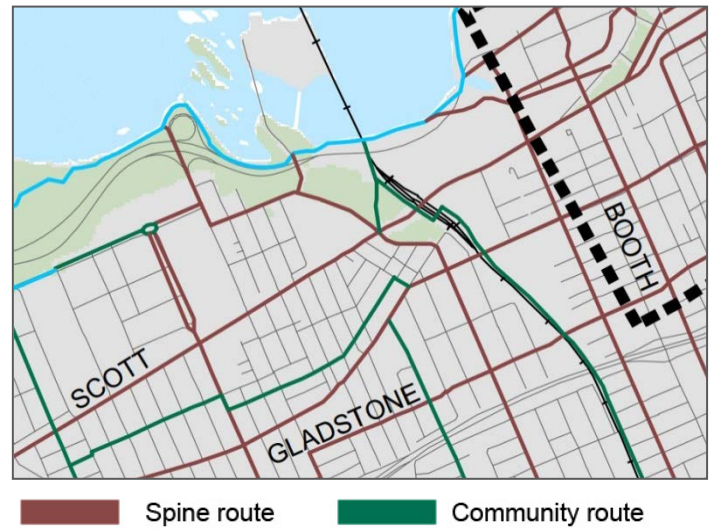 BOOTH
SCOTT
GLADSTONE
Spine route
Community route